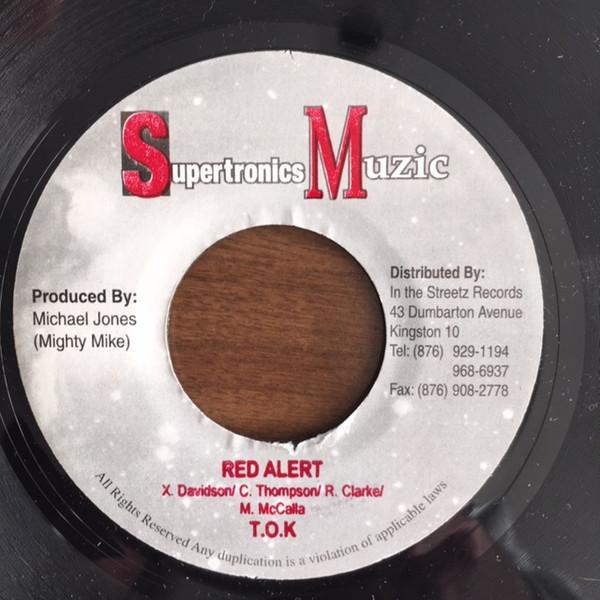 Supertronics Muzic
Produced By:
Michael Jones
(Mighty Mike)
Distributed By:
In the Streetz Records
43 Dumbarton Avenue
Kingston 10
Tel: (876) 929-1194
968-6937
Fax: (876) 908-2778
RED ALERT
X. Davidson/ C. Thompson/ R. Clarke/
M. McCalla
T.O.K
All Rights Reserved Any duplication is a violation of applicable laws